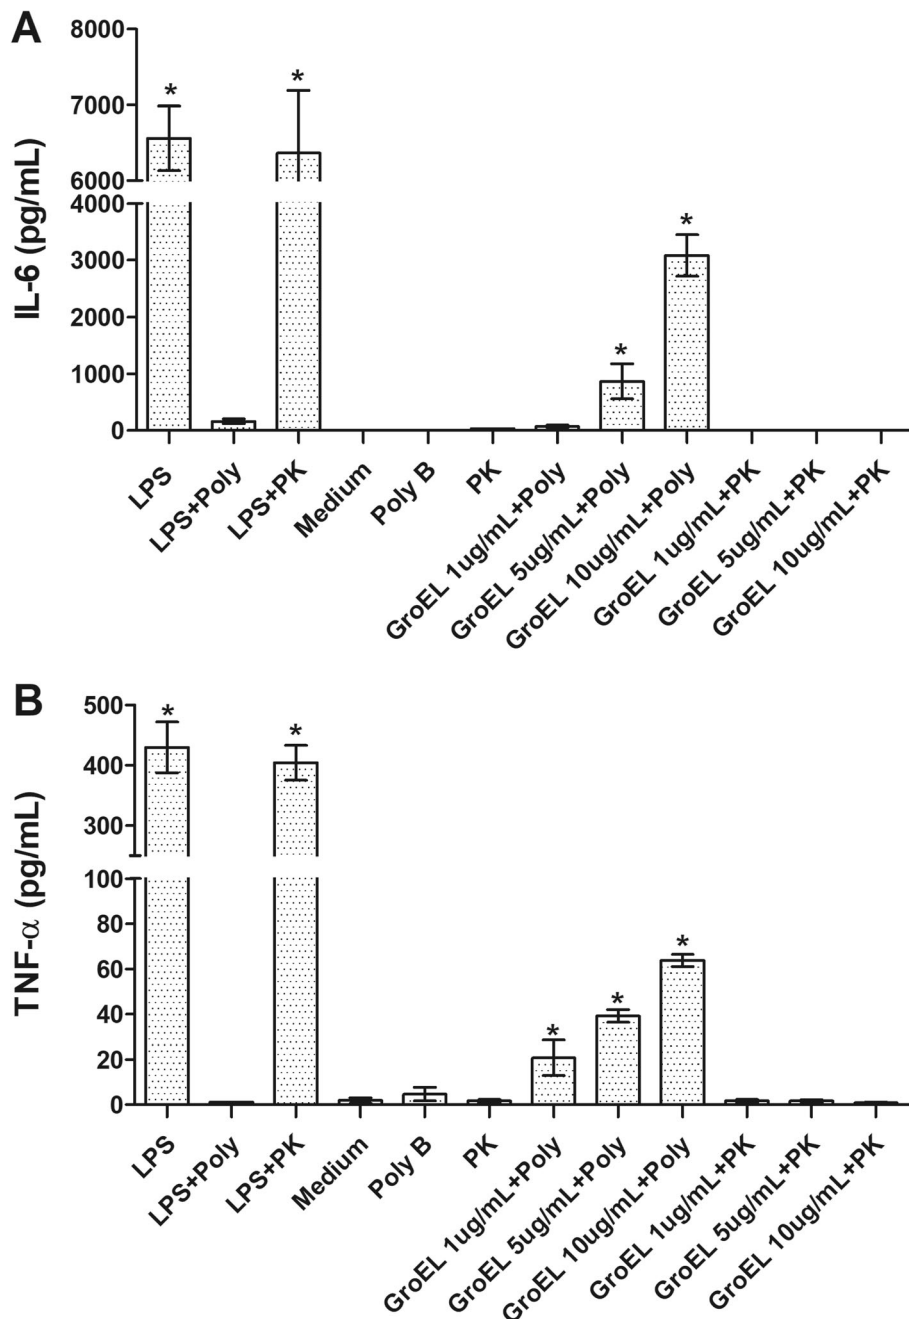 A
IL-6 (pg/mL)
8000
7000
6000
4000
3000
2000
1000
0
*
*
*
*
LPS
LPS+Poly
LPS+PK
Medium
Poly B
PK
GroEL 1ug/mL+Poly
GroEL 5ug/mL+Poly
GroEL 10ug/mL+Poly
GroEL 1ug/mL+PK
GroEL 5ug/mL+PK
GroEL 10ug/mL+PK
B
TNF-α (pg/mL)
500
400
300
100
80
60
40
20
0
*
*
*
*
*
LPS
LPS+Poly
LPS+PK
Medium
Poly B
PK
GroEL 1ug/mL+Poly
GroEL 5ug/mL+Poly
GroEL 10ug/mL+Poly
GroEL 1ug/mL+PK
GroEL 5ug/mL+PK
GroEL 10ug/mL+PK